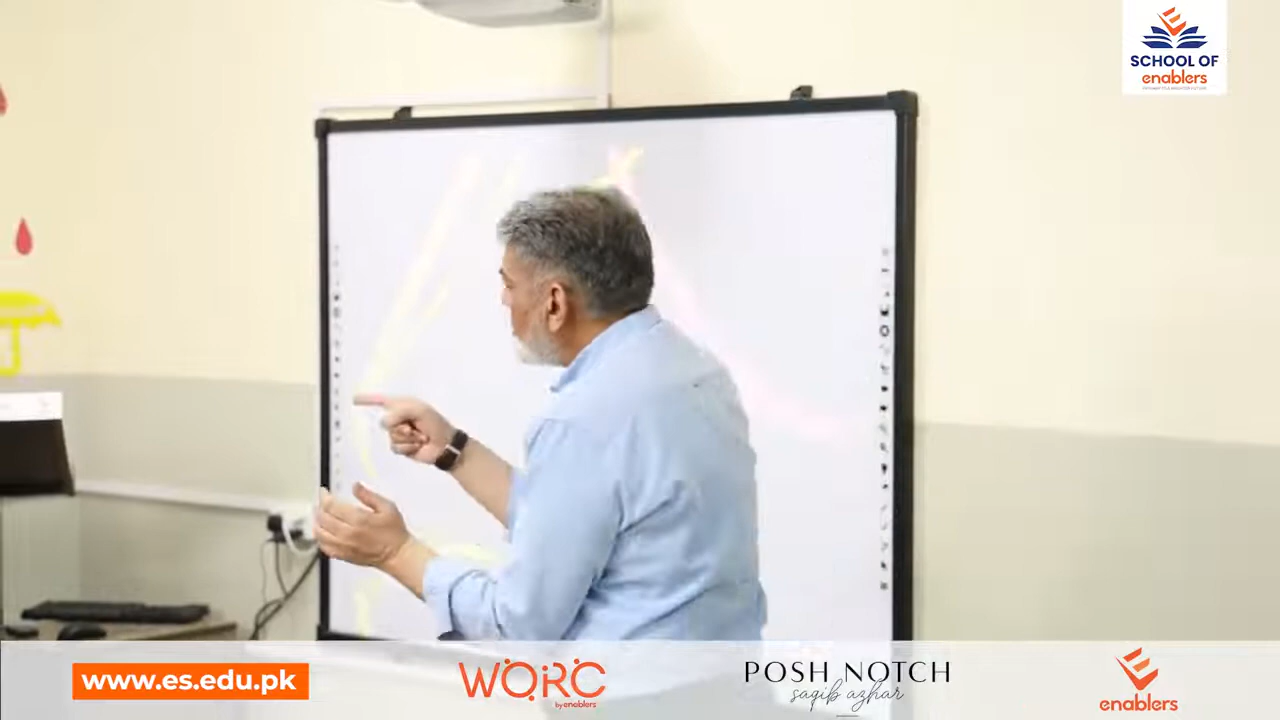 SCHOOL OF
enablers
www.es.edu.pk
WORC
by enablers
POSH NOTCH
saqib azhar
enablers